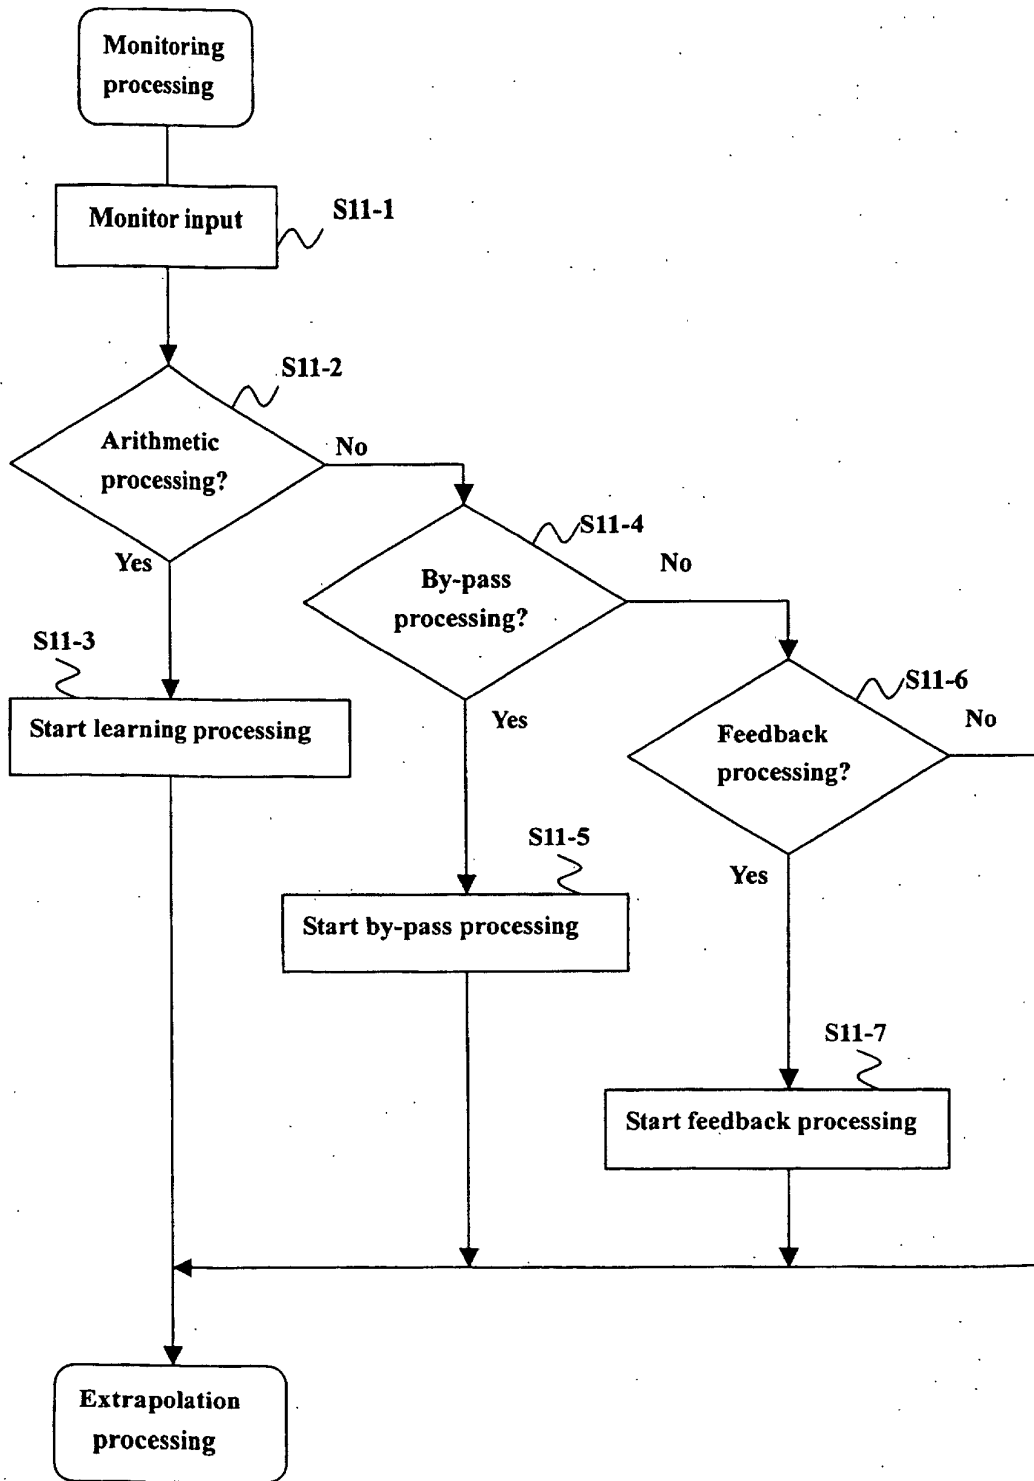 Monitoring
processing
Monitor input
S11-1
S11-2
Arithmetic
processing?
No
Yes
S11-4
By-pass
processing?
No
Yes
S11-3
Start learning processing
S11-6
Feedback
processing?
No
Yes
S11-5
Start by-pass processing
S11-7
Start feedback processing
Extrapolation
processing